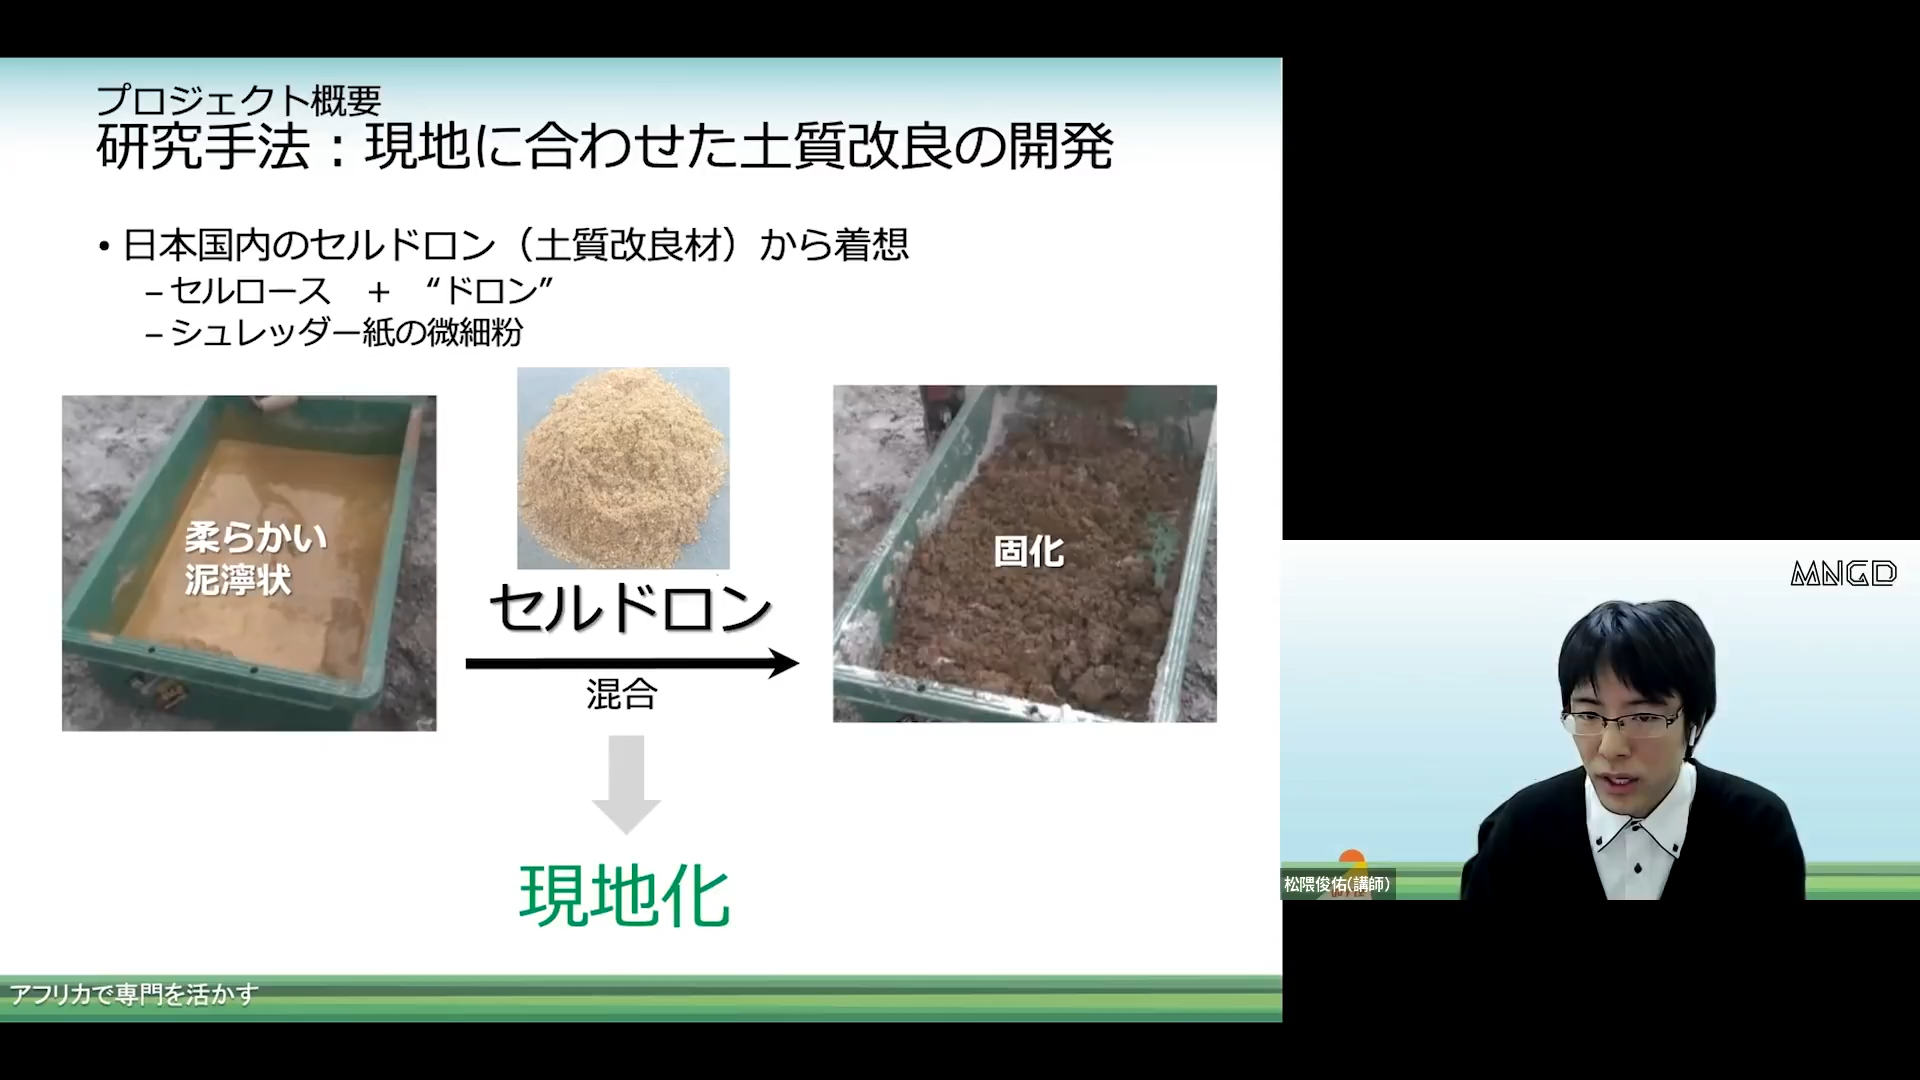 プロジェクト概要
研究手法：現地に合わせた土質改良の開発
• 日本国内のセルドロン（土質改良材）から着想
– セルロース　＋　“ドロン”
– シュレッダー紙の微細粉
柔らかい
泥濘状
セルドロン
混合
固化
現地化
アフリカで専門を活かす
MNGD
松隈俊佑(講師)